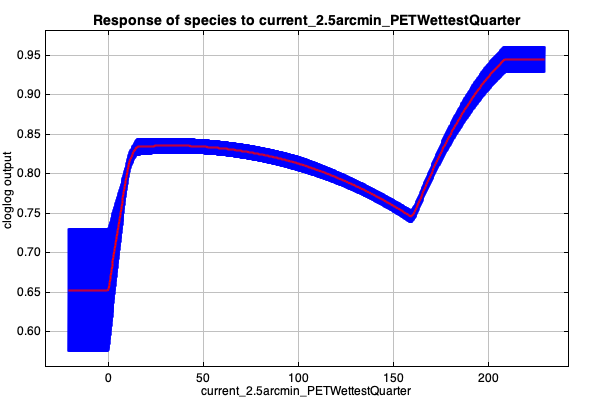 Response of species to current_2.5arcmin_PETWettestQuarter
0.95
0.90
0.85
0.80
0.75
0.70
0.65
0.60
cloglog output
0 50 100 150 200
current_2.5arcmin_PETWettestQuarter